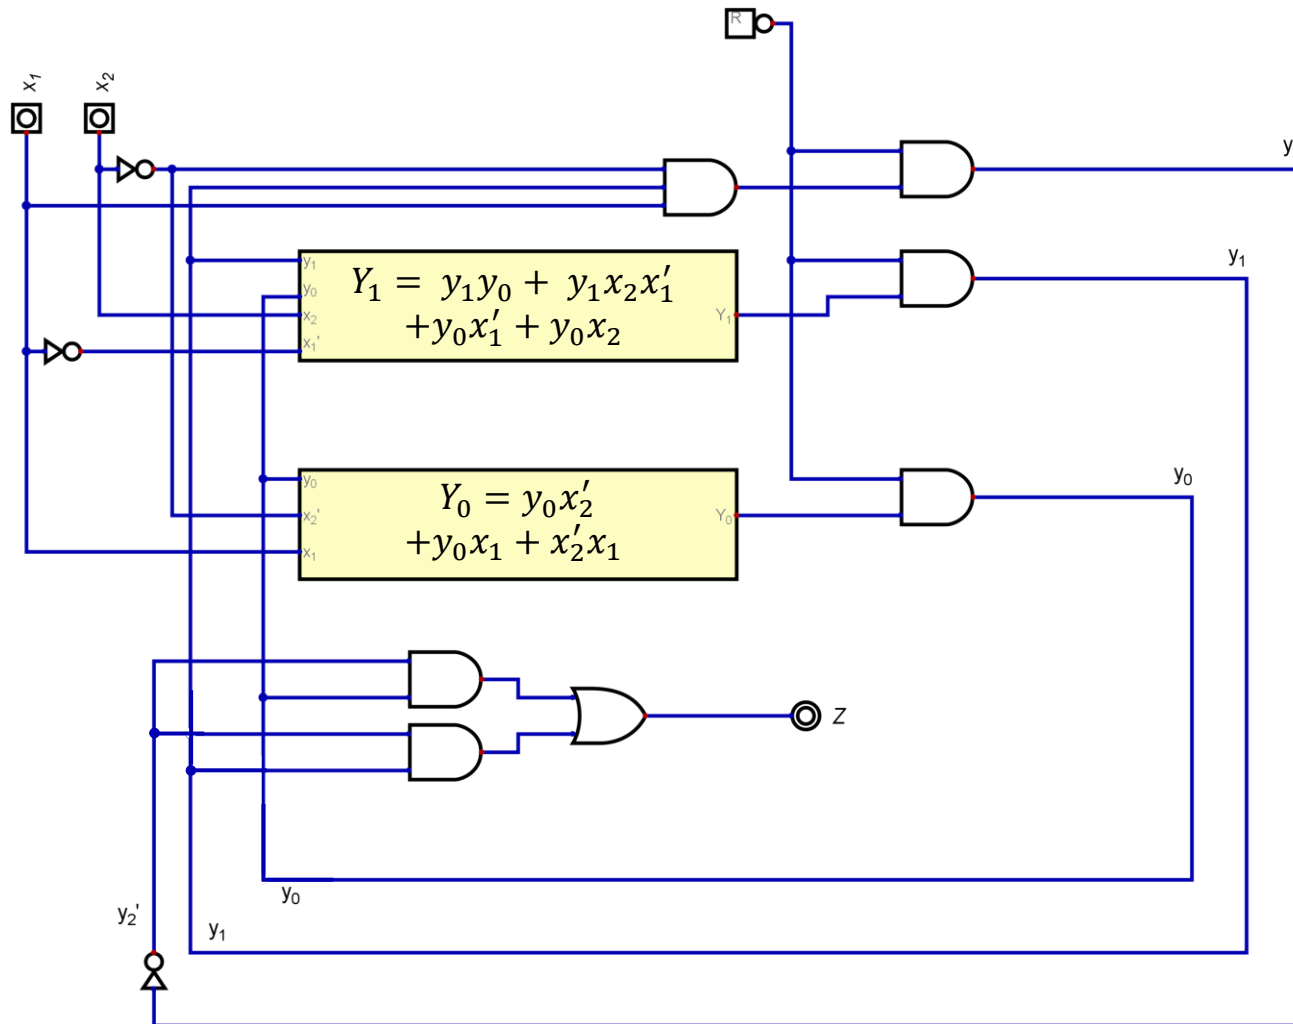 R
x₁
x₂
y
y₁
y₁
y₀
x₂
x₁'
Y₁ = y₁y₀ + y₁x₂x₁′
+y₀x₁′ + y₀x₂
Y₁
y₀
y₀
x₂'
x₁
Y₀ = y₀x₂′
+y₀x₁ + x₂′x₁
Y₀
Z
y₀
y₂'
y₁